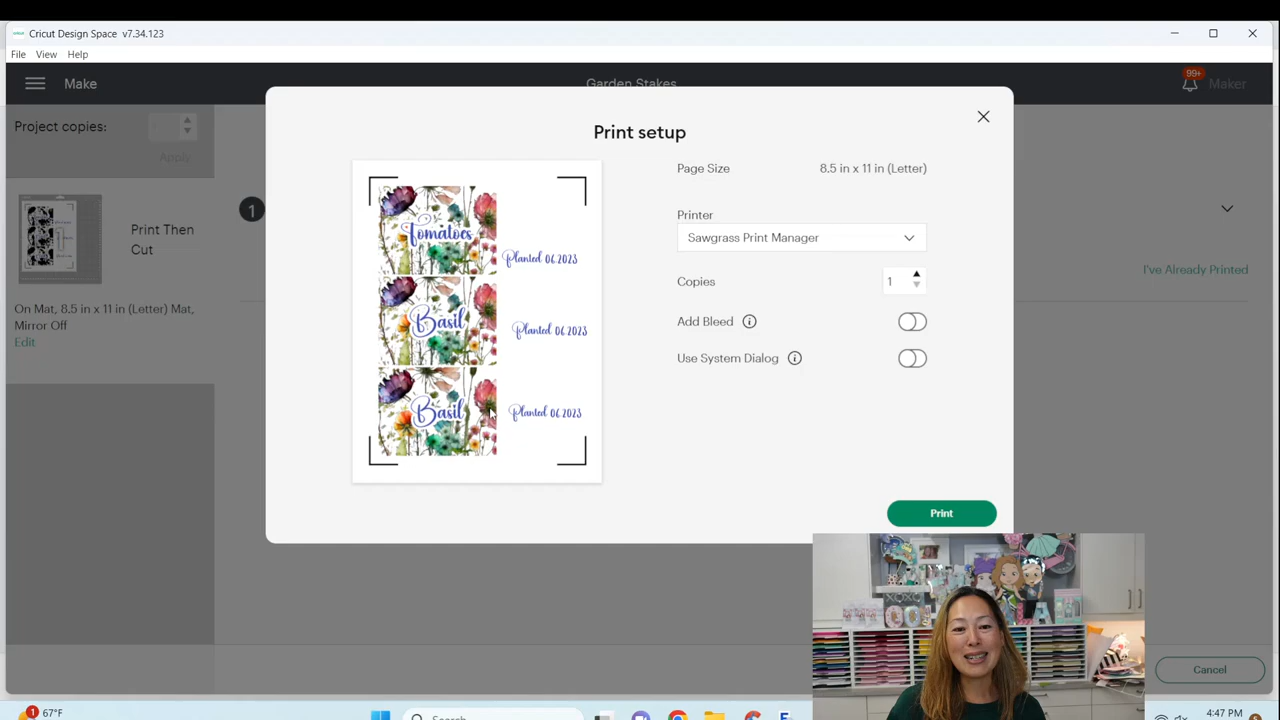 Cricut Design Space v7.34.123
File View Help
Make
Garden Stakes
99+
Maker
Project copies:
Apply
Print Then
Cut
On Mat, 8.5 in x 11 in (Letter) Mat,
Mirror Off
Edit
1
I've Already Printed
Print setup
Tomatoes
Planted 06.2023
Basil
Planted 06.2023
Basil
Planted 06.2023
Page Size 8.5 in x 11 in (Letter)
Printer
Sawgrass Print Manager
Copies 1
Add Bleed
Use System Dialog
Print
XOXO
A
Cancel
1 67°F
Search
4:47 PM